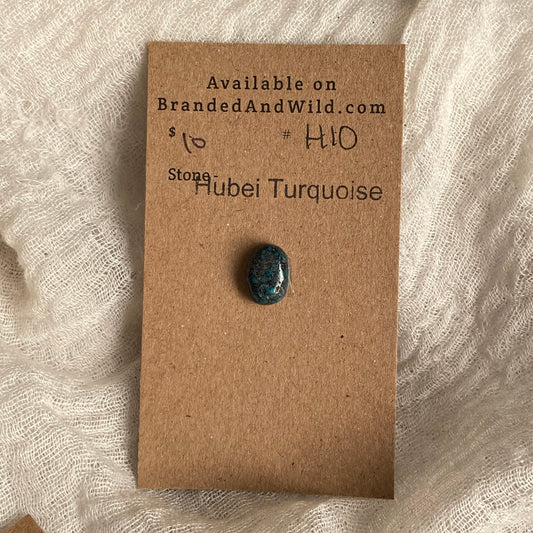 Available on
BrandedAndWild.com
$ 10 # H10
Stone- Hubei Turquoise